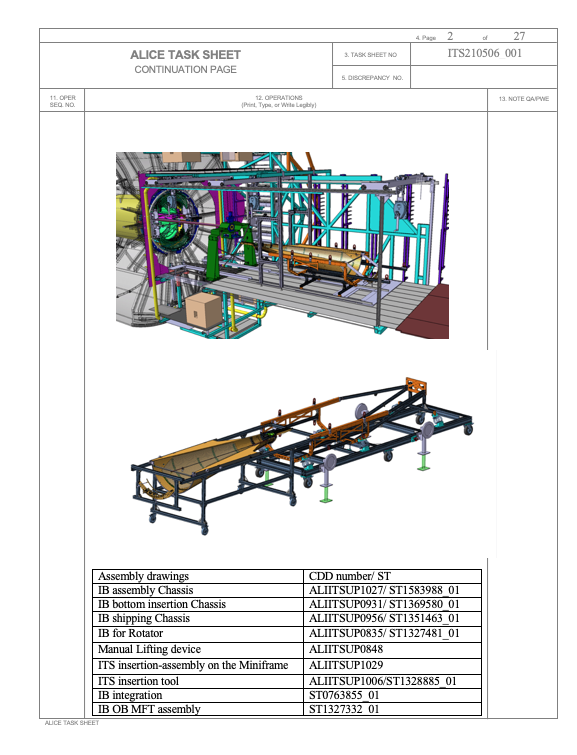 4. Page 2 of 27
ALICE TASK SHEET
CONTINUATION PAGE
3. TASK SHEET NO
ITS210506 001
5. DISCREPANCY NO.
11. OPER
SEQ. NO.
12. OPERATIONS
(Print, Type, or Write Legibly)
13. NOTE QA/PWE
Assembly drawings CDD number/ ST
IB assembly Chassis ALIITSUP1027/ ST1583988_01
IB bottom insertion Chassis ALIITSUP0931/ ST1369580_01
IB shipping Chassis ALIITSUP0956/ ST1351463_01
IB for Rotator ALIITSUP0835/ ST1327481_01
Manual Lifting device ALIITSUP0848
ITS insertion-assembly on the Miniframe ALIITSUP1029
ITS insertion tool ALIITSUP1006/ST1328885_01
IB integration ST0763855_01
IB OB MFT assembly ST1327332_01
ALICE TASK SHEET